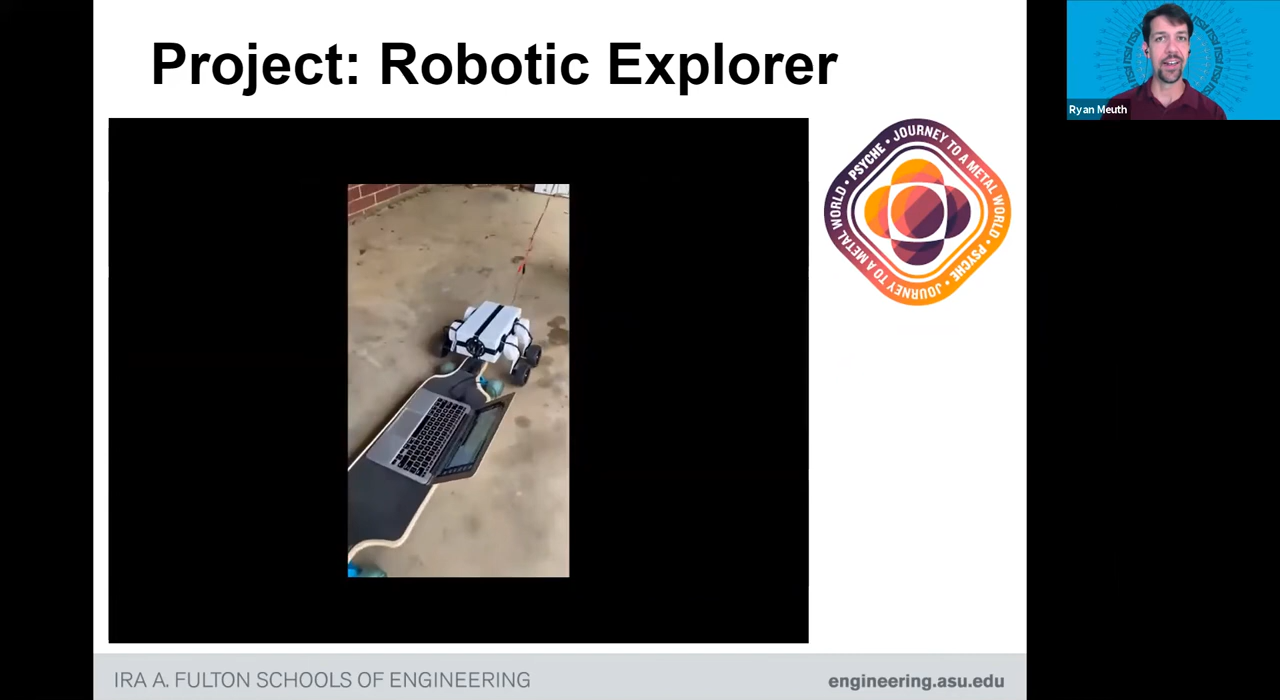 Project: Robotic Explorer
Ryan Meuth
PSYCHE • JOURNEY TO A METAL WORLD • PSYCHE • JOURNEY TO A METAL WORLD •
IRA A. FULTON SCHOOLS OF ENGINEERING
engineering.asu.edu